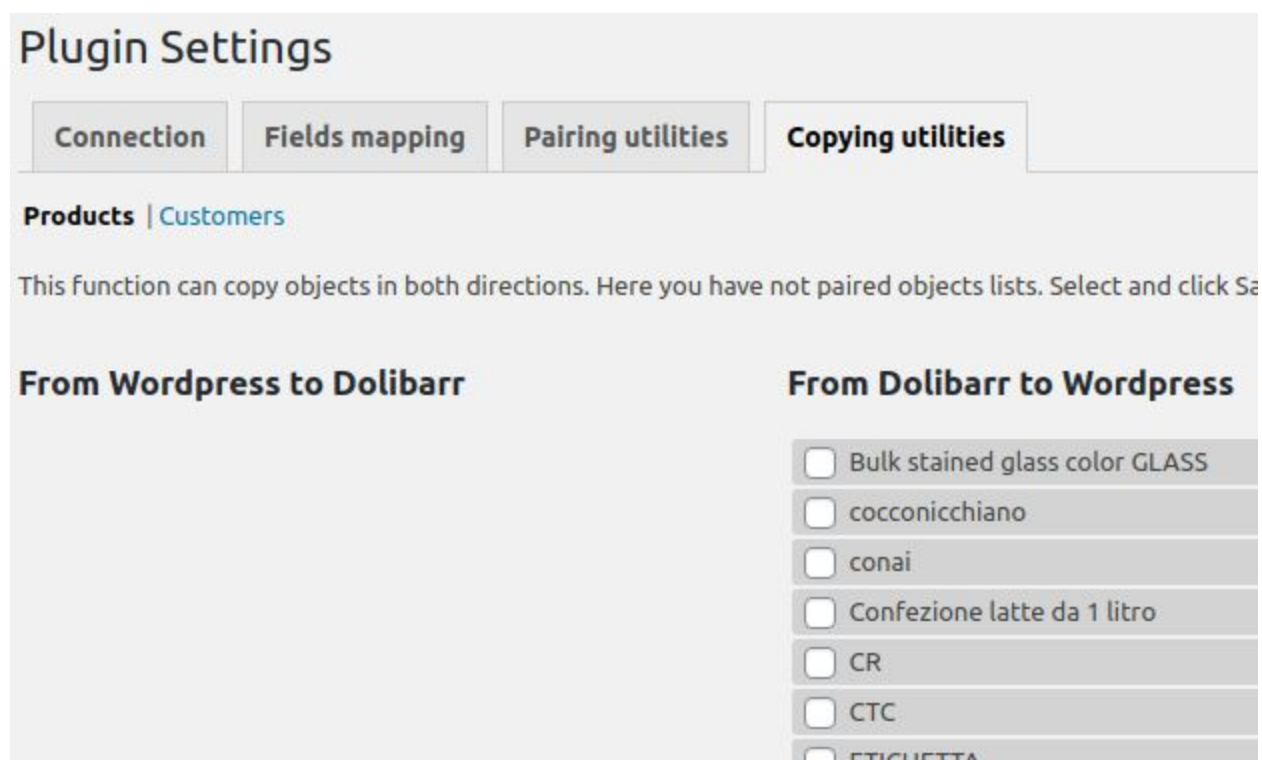 Plugin Settings
Connection Fields mapping Pairing utilities Copying utilities
Products | Customers
This function can copy objects in both directions. Here you have not paired objects lists. Select and click
From Wordpress to Dolibarr From Dolibarr to Wordpress
Bulk stained glass color GLASS
cocconicchiano
conai
Confezione latte da 1 litro
CR
CTC
ETICHETTA